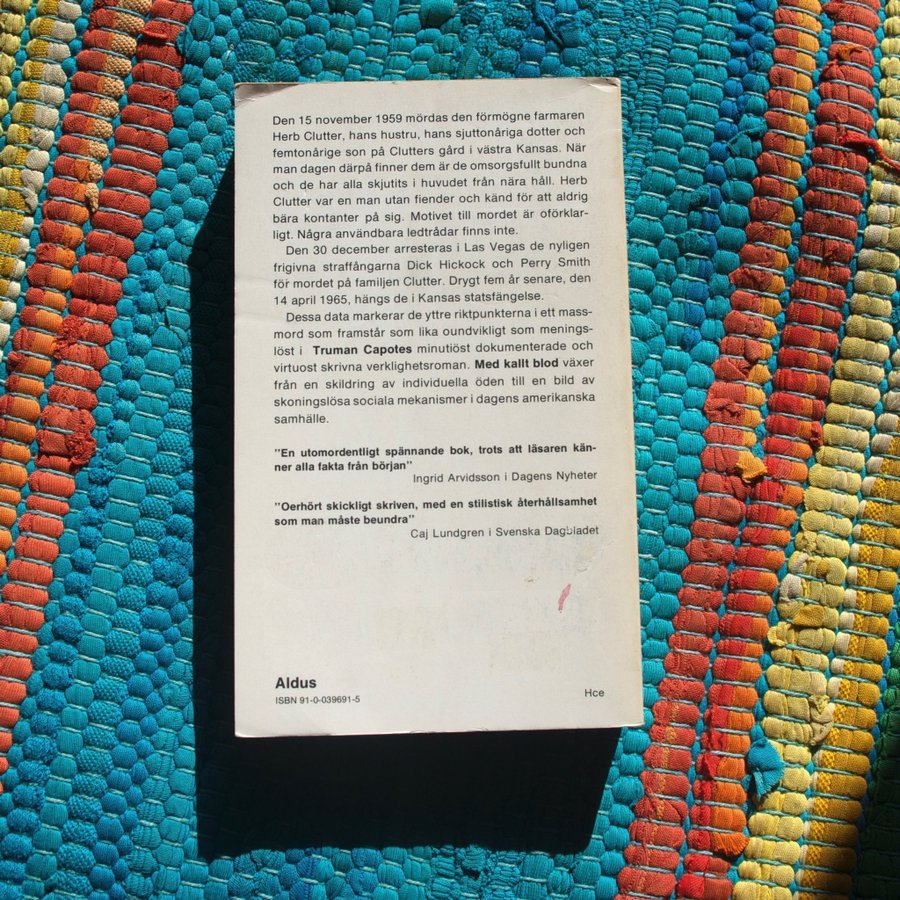 Den 15 november 1959 mördas den förmögne farmaren
Herb Clutter, hans hustru, hans sjuttonåriga dotter och
femtonårige son på Clutters gård i västra Kansas. När
man dagen därpå finner dem är de omsorgsfullt bundna
och de har alla skjutits i huvudet från nära håll. Herb
Clutter var en man utan fiender och känd för att aldrig
bära kontanter på sig. Motivet till mordet är oförklar-
ligt. Några användbara ledtrådar finns inte.
Den 30 december arresteras i Las Vegas de nyligen
frigivna straffångarna Dick Hickock och Perry Smith
för mordet på familjen Clutter. Drygt fem år senare, den
14 april 1965, hängs de i Kansas statsfängelse.
Dessa data markerar de yttre riktpunkterna i ett mass-
mord som framstår som lika oundvikligt som menings-
löst i Truman Capotes minutiöst dokumenterade och
virtuost skrivna verklighetsroman. Med kallt blod växer
från en skildring av individuella öden till en bild av
skoningslösa sociala mekanismer i dagens amerikanska
samhälle.
"En utomordentligt spännande bok, trots att läsaren kän-
ner alla fakta från början"
Ingrid Arvidsson i Dagens Nyheter
"Oerhört skickligt skriven, med en stilistisk återhållsamhet
som man måste beundra"
Caj Lundgren i Svenska Dagbladet
Aldus
ISBN 91-0-039691-5
Hce